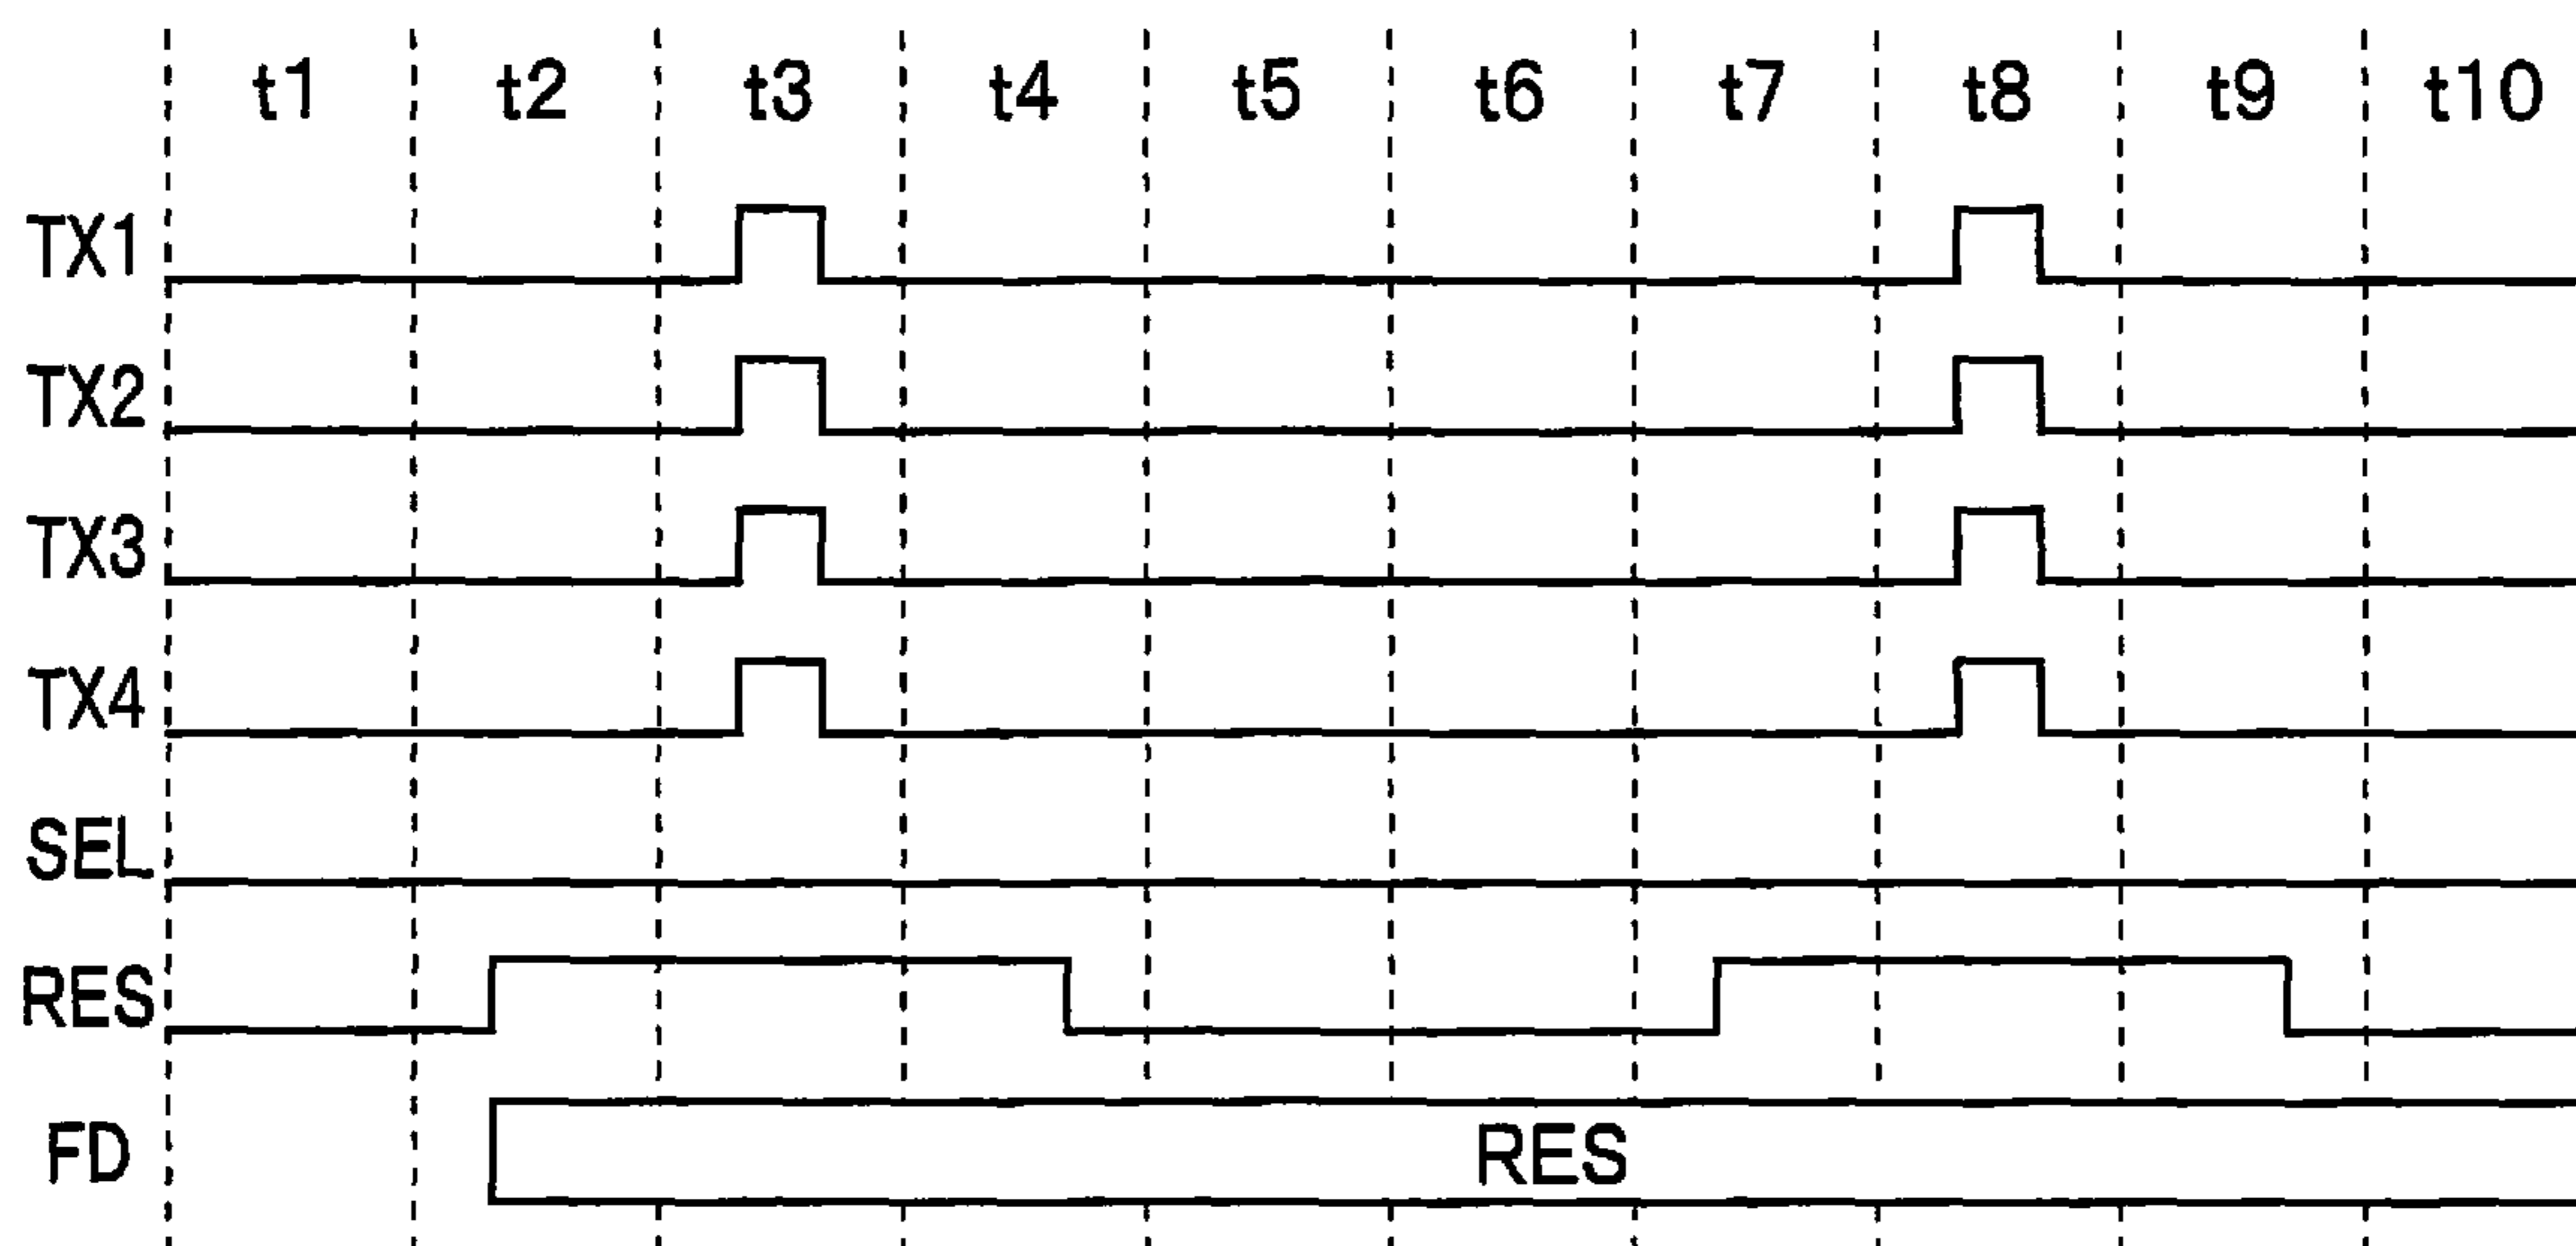 t1 t2 t3 t4 t5 t6 t7 t8 t9 t10
TX1
TX2
TX3
TX4
SEL
RES
FD RES